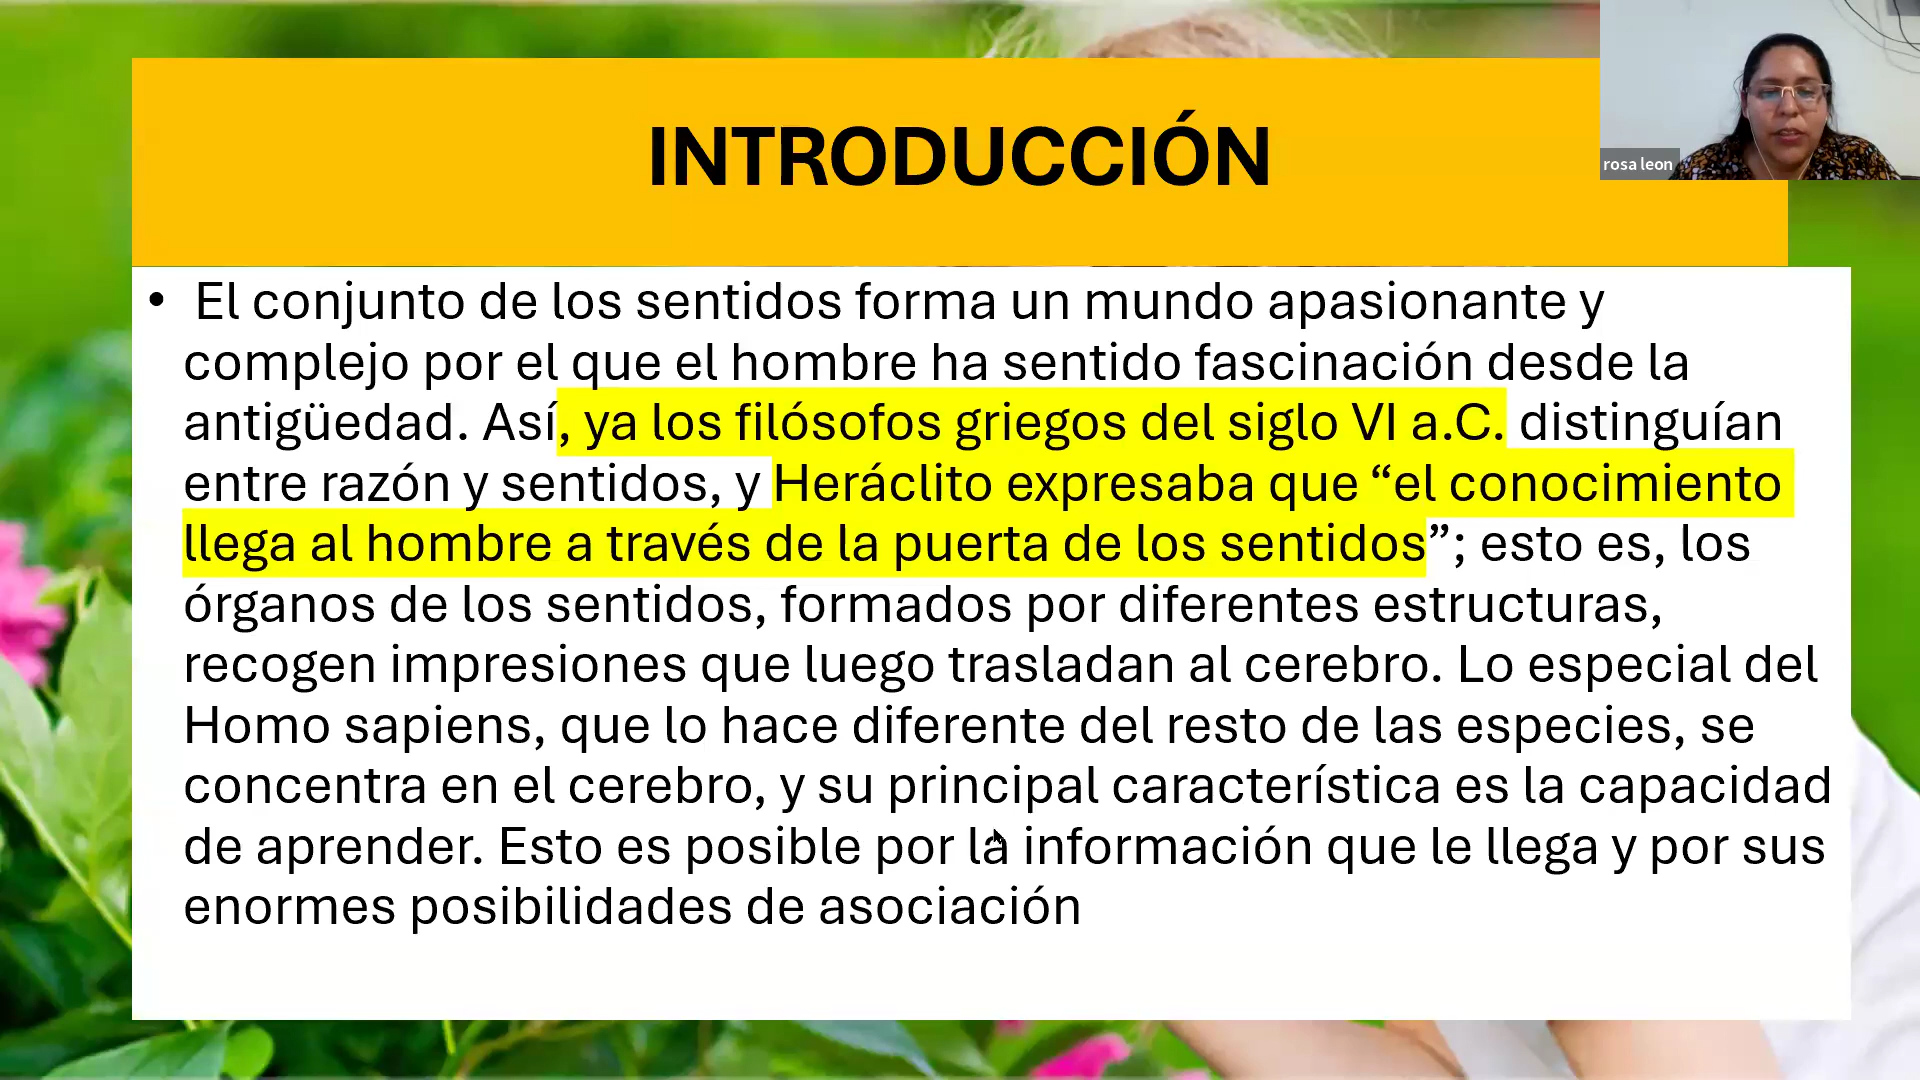 INTRODUCCIÓN
rosa leon
• El conjunto de los sentidos forma un mundo apasionante y
complejo por el que el hombre ha sentido fascinación desde la
antigüedad. Así, ya los filósofos griegos del siglo VI a.C. distinguían
entre razón y sentidos, y Heráclito expresaba que “el conocimiento
llega al hombre a través de la puerta de los sentidos”; esto es, los
órganos de los sentidos, formados por diferentes estructuras,
recogen impresiones que luego trasladan al cerebro. Lo especial del
Homo sapiens, que lo hace diferente del resto de las especies, se
concentra en el cerebro, y su principal característica es la capacidad
de aprender. Esto es posible por la información que le llega y por sus
enormes posibilidades de asociación